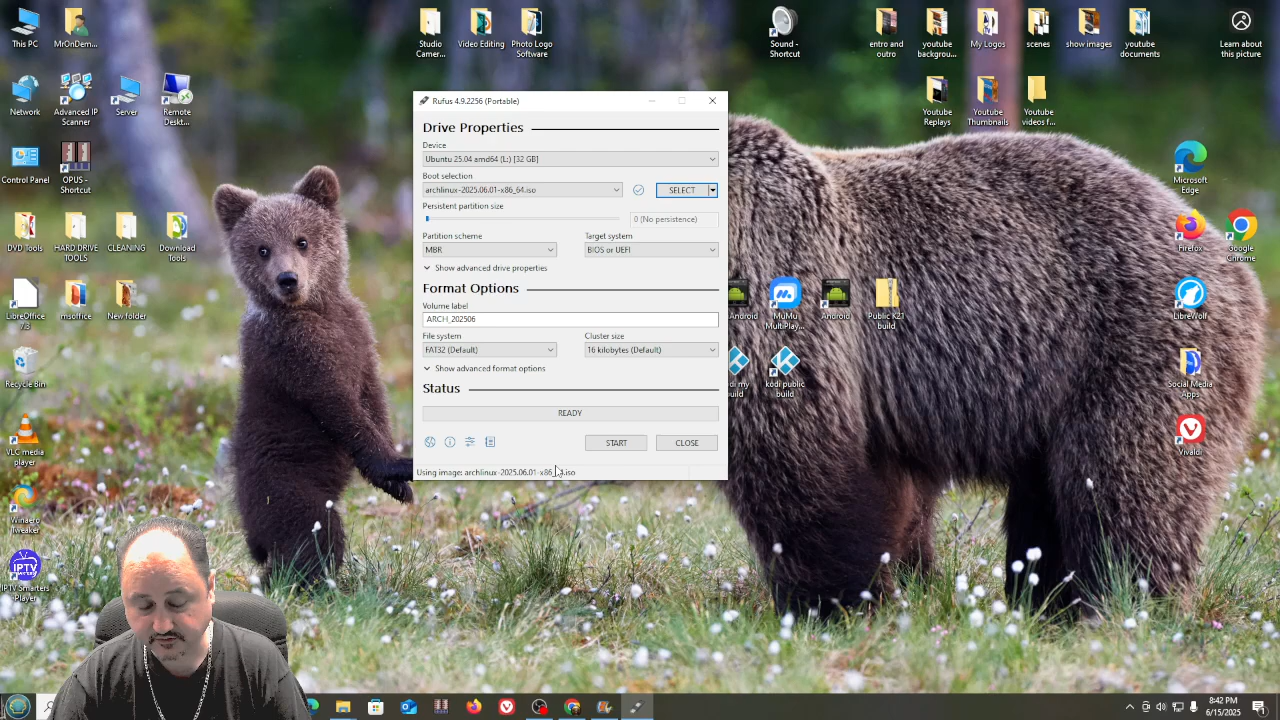 This PC
MrOnDem...
Studio Camer...
Video Editing
Photo Logo Software
Sound - Shortcut
entro and outro
youtube backgrou...
My Logos
scenes
show images
youtube documents
Learn about this picture
Network
Advanced IP Scanner
Server
Remote Deskt...
Youtube Replays
Youtube Thumbnails
Youtube videos f...
Rufus 4.9.2256 (Portable)
Drive Properties
Device
Ubuntu 25.04 amd64 (L:) [32 GB]
Boot selection
archlinux-2025.06.01-x86_64.iso
SELECT
Persistent partition size
0 (No persistence)
Partition scheme
Target system
MBR
BIOS or UEFI
Show advanced drive properties
Format Options
Volume label
ARCH_202506
File system
Cluster size
FAT32 (Default)
16 kilobytes (Default)
Show advanced format options
Status
READY
START
CLOSE
Using image: archlinux-2025.06.01-x86_64.iso
Control Panel
OPUS - Shortcut
Microsoft Edge
DVD Tools
HARD DRIVE TOOLS
CLEANING
Download Tools
Firefox
Google Chrome
LibreOffice 7.3
msoffice
New folder
Android
MuMu MultiPlay...
Android
Public K21 build
LibreWolf
Recycle Bin
kodi public build
Social Media Apps
VLC media player
Vivaldi
Winaero Tweaker
IPTV
IPTV Smarters Player
8:42 PM
6/15/2025